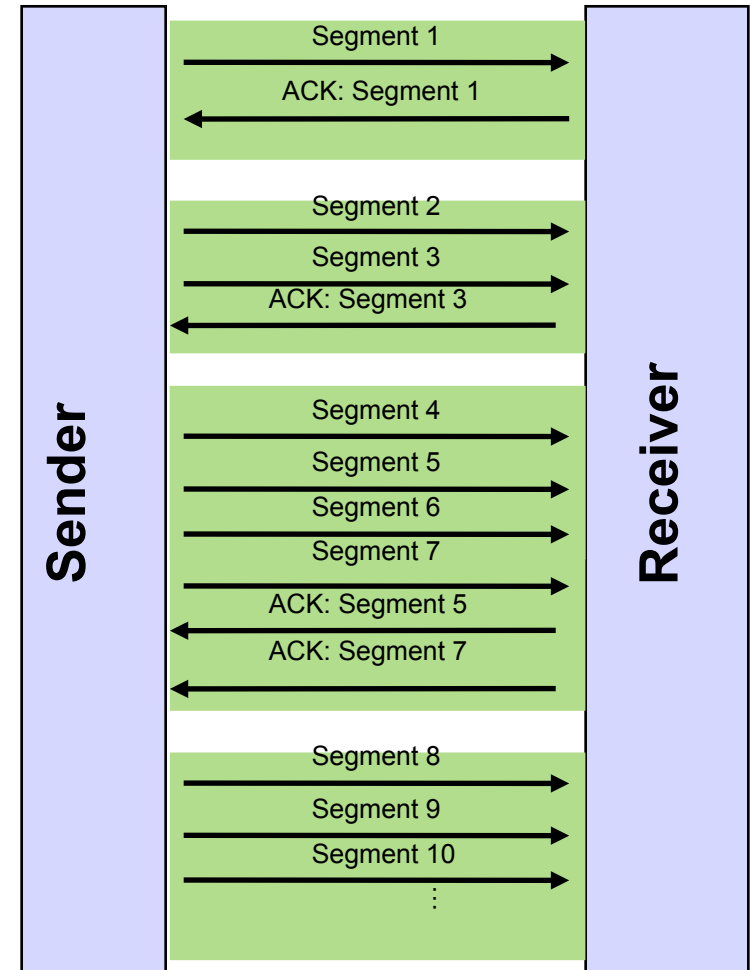 Sender
Receiver
Segment 1
ACK: Segment 1
Segment 2
Segment 3
ACK: Segment 3
Segment 4
Segment 5
Segment 6
Segment 7
ACK: Segment 5
ACK: Segment 7
Segment 8
Segment 9
Segment 10
⋮